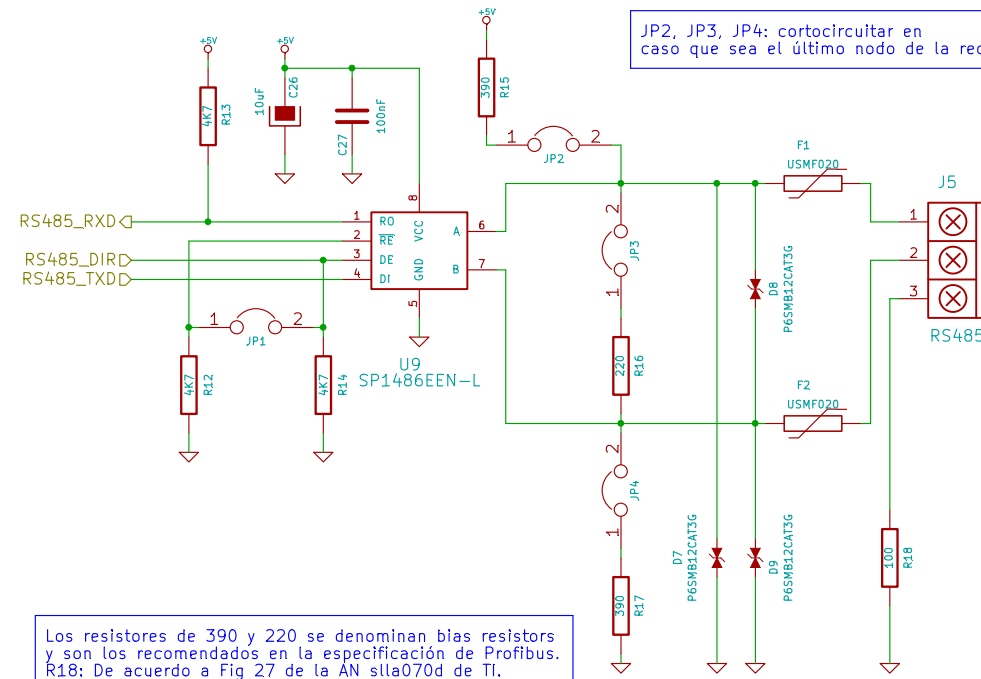 JP2, JP3, JP4: cortocircuitar en
caso que sea el último nodo de la red
+5V
+5V
+5V
4K7
R13
10uF
C26
C27
100nF
390
R15
1
2
JP2
F1
USMF020
J5
1
2
3
RS485
RS485_RXD
RS485_DIR
RS485_TXD
1
2
3
4
RO
RE
DE
DI
VCC
GND
A
B
8
5
6
7
U9
SP1486EEN-L
1
2
JP1
4K7
R12
4K7
R14
2
JP3
1
220
R16
D8
P6SMB12CAT3G
F2
USMF020
2
JP4
1
390
R17
D7
P6SMB12CAT3G
D9
P6SMB12CAT3G
100
R18
Los resistores de 390 y 220 se denominan bias resistors
y son los recomendados en la especificación de Profibus.
R18: De acuerdo a Fig 27 de la AN slla070d de TI.